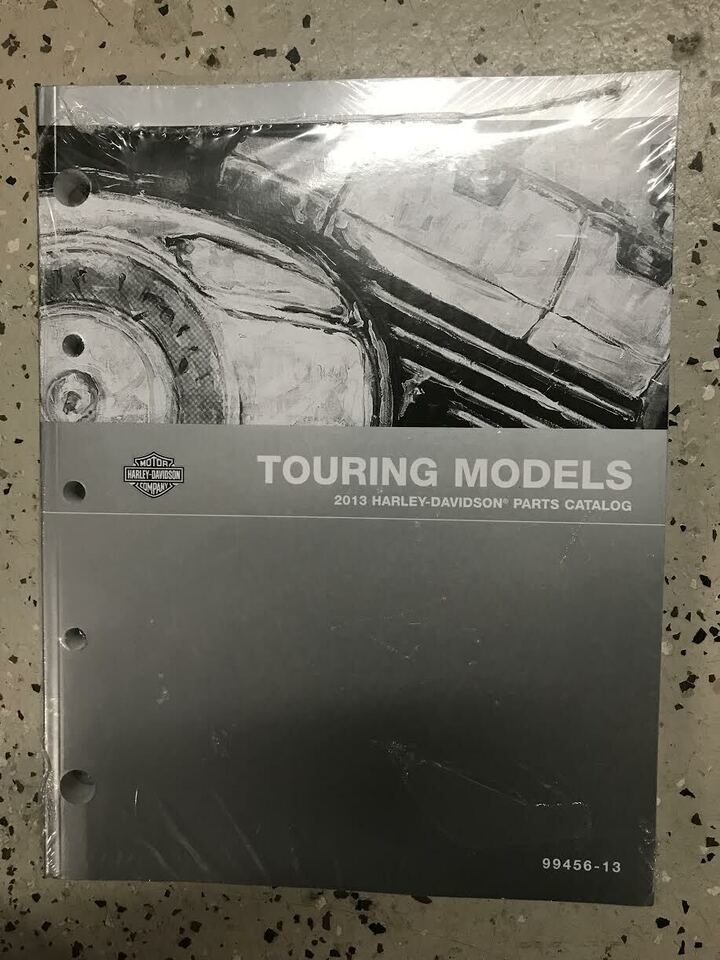 MOTOR
HARLEY-DAVIDSON
COMPANY
TOURING MODELS
2013 HARLEY-DAVIDSON® PARTS CATALOG
99456-13